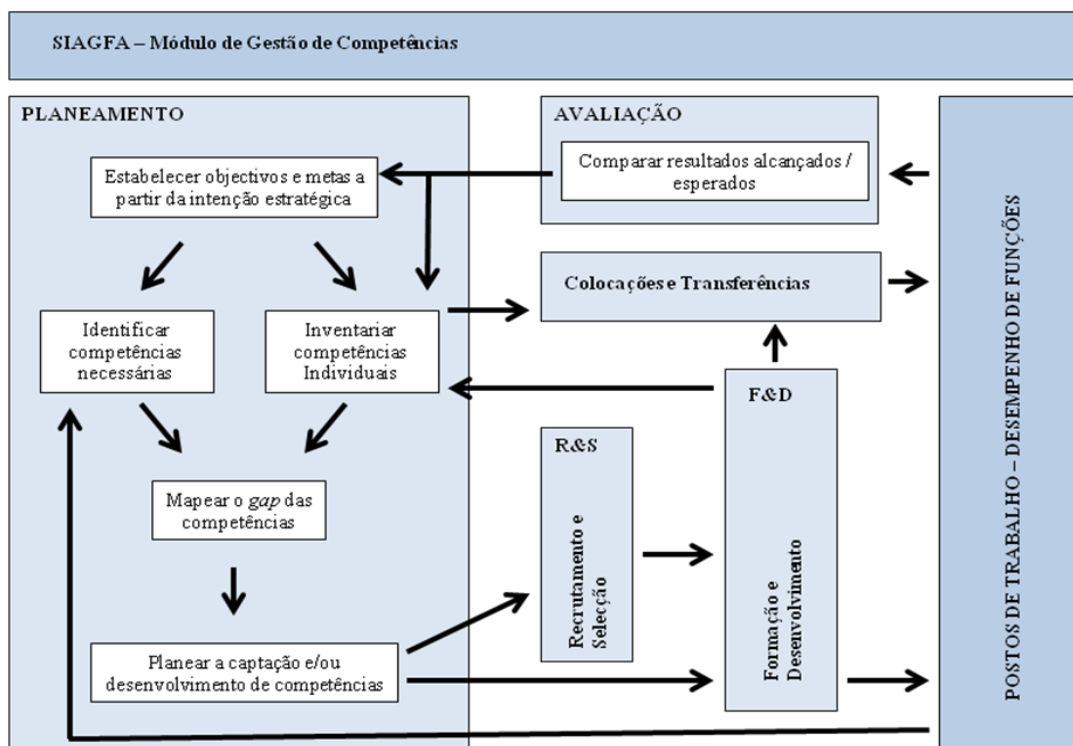 SIAGFA – Módulo de Gestão de Competências
PLANEAMENTO
Estabelecer objectivos e metas a
partir da intenção estratégica
Identificar
competências
necessárias
Inventariar
competências
Individuais
Mapear o gap das
competências
Planear a captação e/ou
desenvolvimento de competências
AVALIAÇÃO
Comparar resultados alcançados /
esperados
Colocações e Transferências
R&S
Recrutamento e
Selecção
F&D
Formação e
Desenvolvimento
POSTOS DE TRABALHO – DESEMPENHO DE FUNÇÕES